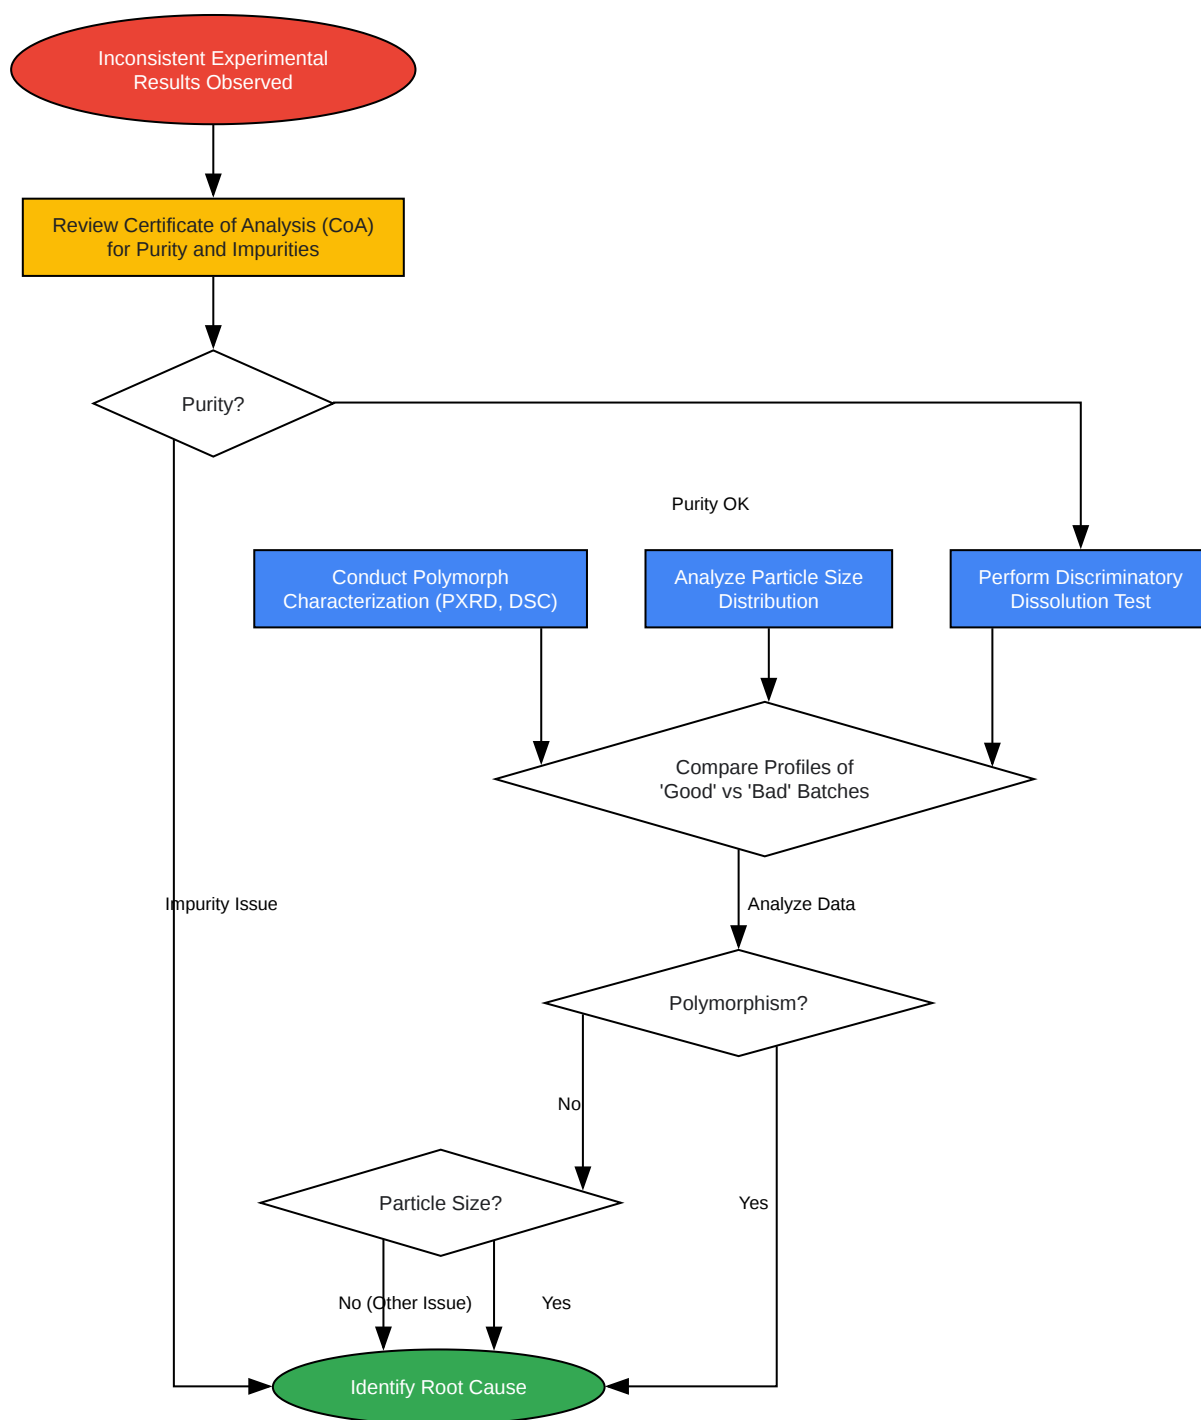 Inconsistent Experimental
Results Observed
Review Certificate of Analysis (CoA)
for Purity and Impurities
Purity?
Purity OK
Conduct Polymorph
Characterization (PXRD, DSC)
Analyze Particle Size
Distribution
Perform Discriminatory
Dissolution Test
Compare Profiles of
'Good' vs 'Bad' Batches
Impurity Issue
Analyze Data
Polymorphism?
No
Particle Size?
Yes
No (Other Issue)
Yes
Identify Root Cause